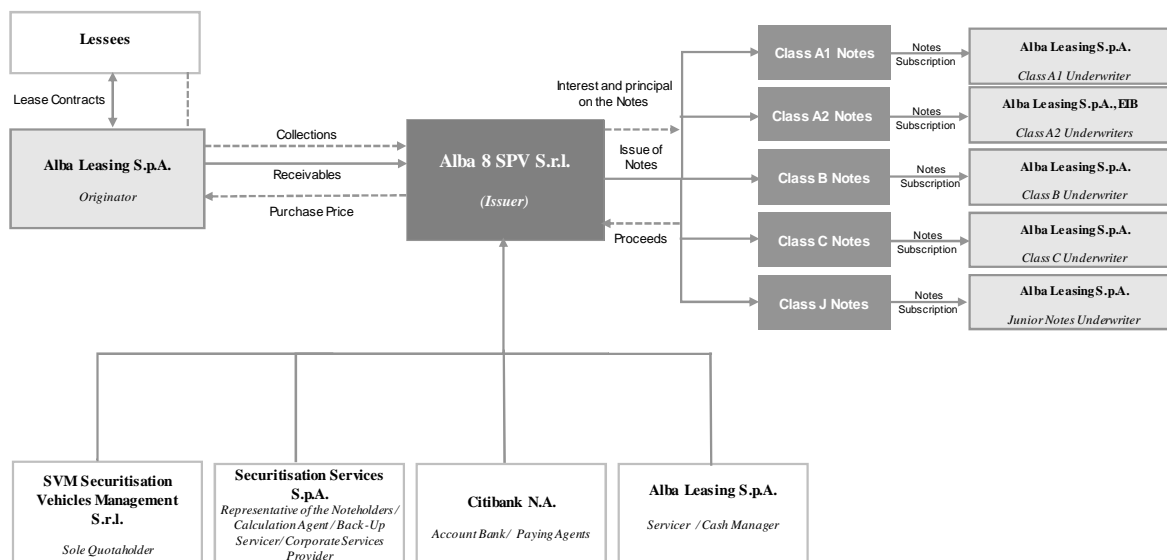 Lessees
Lease Contracts
Alba Leasing S.p.A.
Originator
Collections
Receivables
Purchase Price
Alba 8 SPV S.r.l.
(Issuer)
Interest and principal
on the Notes
Issue of
Notes
Proceeds
Class A1 Notes
Notes
Subscription
Alba Leasing S.p.A.
Class A1 Underwriter
Class A2 Notes
Notes
Subscription
Alba Leasing S.p.A., EIB
Class A2 Underwriters
Class B Notes
Notes
Subscription
Alba Leasing S.p.A.
Class B Underwriter
Class C Notes
Notes
Subscription
Alba Leasing S.p.A.
Class C Underwriter
Class J Notes
Notes
Subscription
Alba Leasing S.p.A.
Junior Notes Underwriter
SVM Securitisation
Vehicles Management
S.r.l.
Sole Quotaholder
Securitisation Services
S.p.A.
Representative of the Noteholders /
Calculation Agent / Back-Up
Servicer/ Corporate Services
Provider
Citibank N.A.
Account Bank / Paying Agents
Alba Leasing S.p.A.
Servicer / Cash Manager